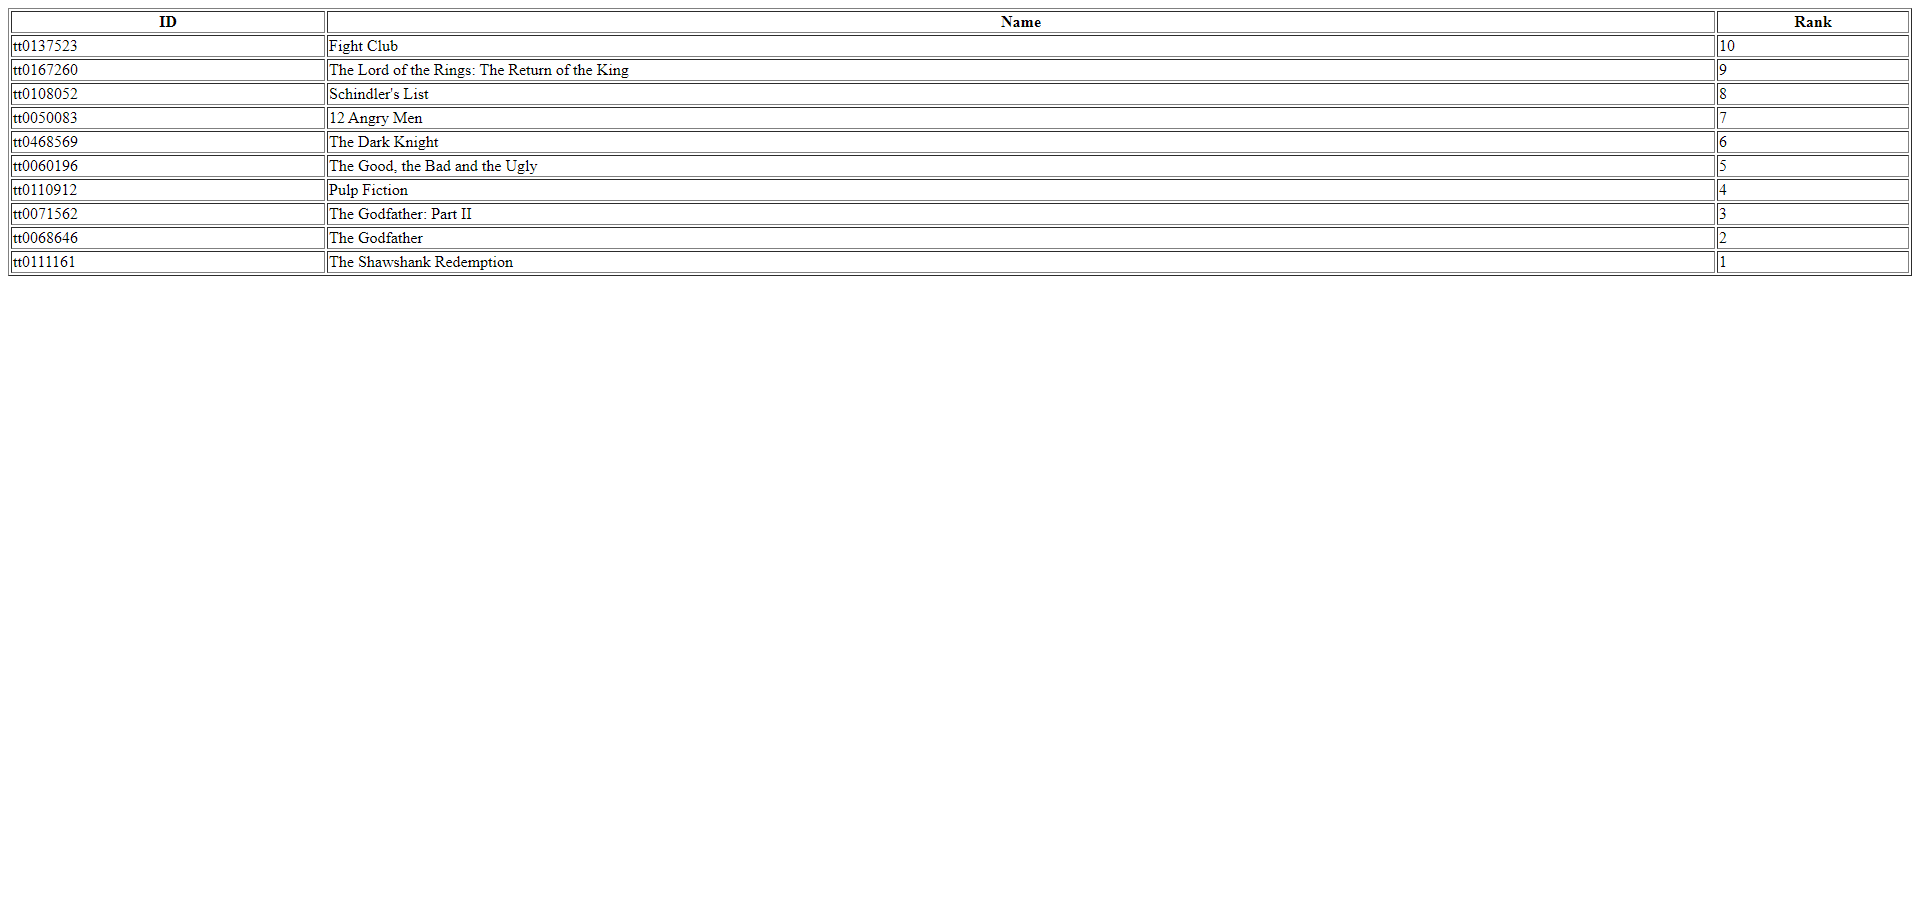 ID Name Rank
tt0137523 Fight Club 10
tt0167260 The Lord of the Rings: The Return of the King 9
tt0108052 Schindler's List 8
tt0050083 12 Angry Men 7
tt0468569 The Dark Knight 6
tt0060196 The Good, the Bad and the Ugly 5
tt0110912 Pulp Fiction 4
tt0071562 The Godfather: Part II 3
tt0068646 The Godfather 2
tt0111161 The Shawshank Redemption 1